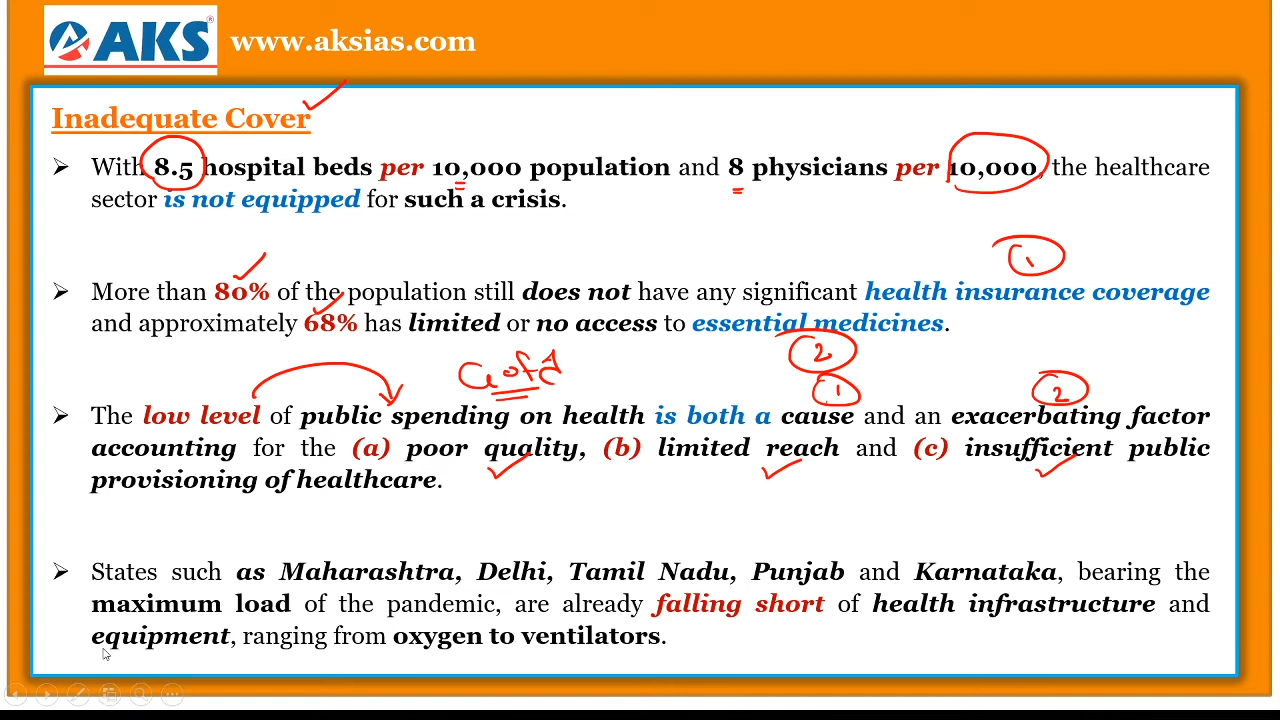 AKS
www.aksias.com
Inadequate Cover
With 8.5 hospital beds per 10,000 population and 8 physicians per 10,000, the healthcare
sector is not equipped for such a crisis.
1
More than 80% of the population still does not have any significant health insurance coverage
and approximately 68% has limited or no access to essential medicines.
2
1
2
The low level of public spending on health is both a cause and an exacerbating factor
accounting for the (a) poor quality, (b) limited reach and (c) insufficient public
provisioning of healthcare.
States such as Maharashtra, Delhi, Tamil Nadu, Punjab and Karnataka, bearing the
maximum load of the pandemic, are already falling short of health infrastructure and
equipment, ranging from oxygen to ventilators.